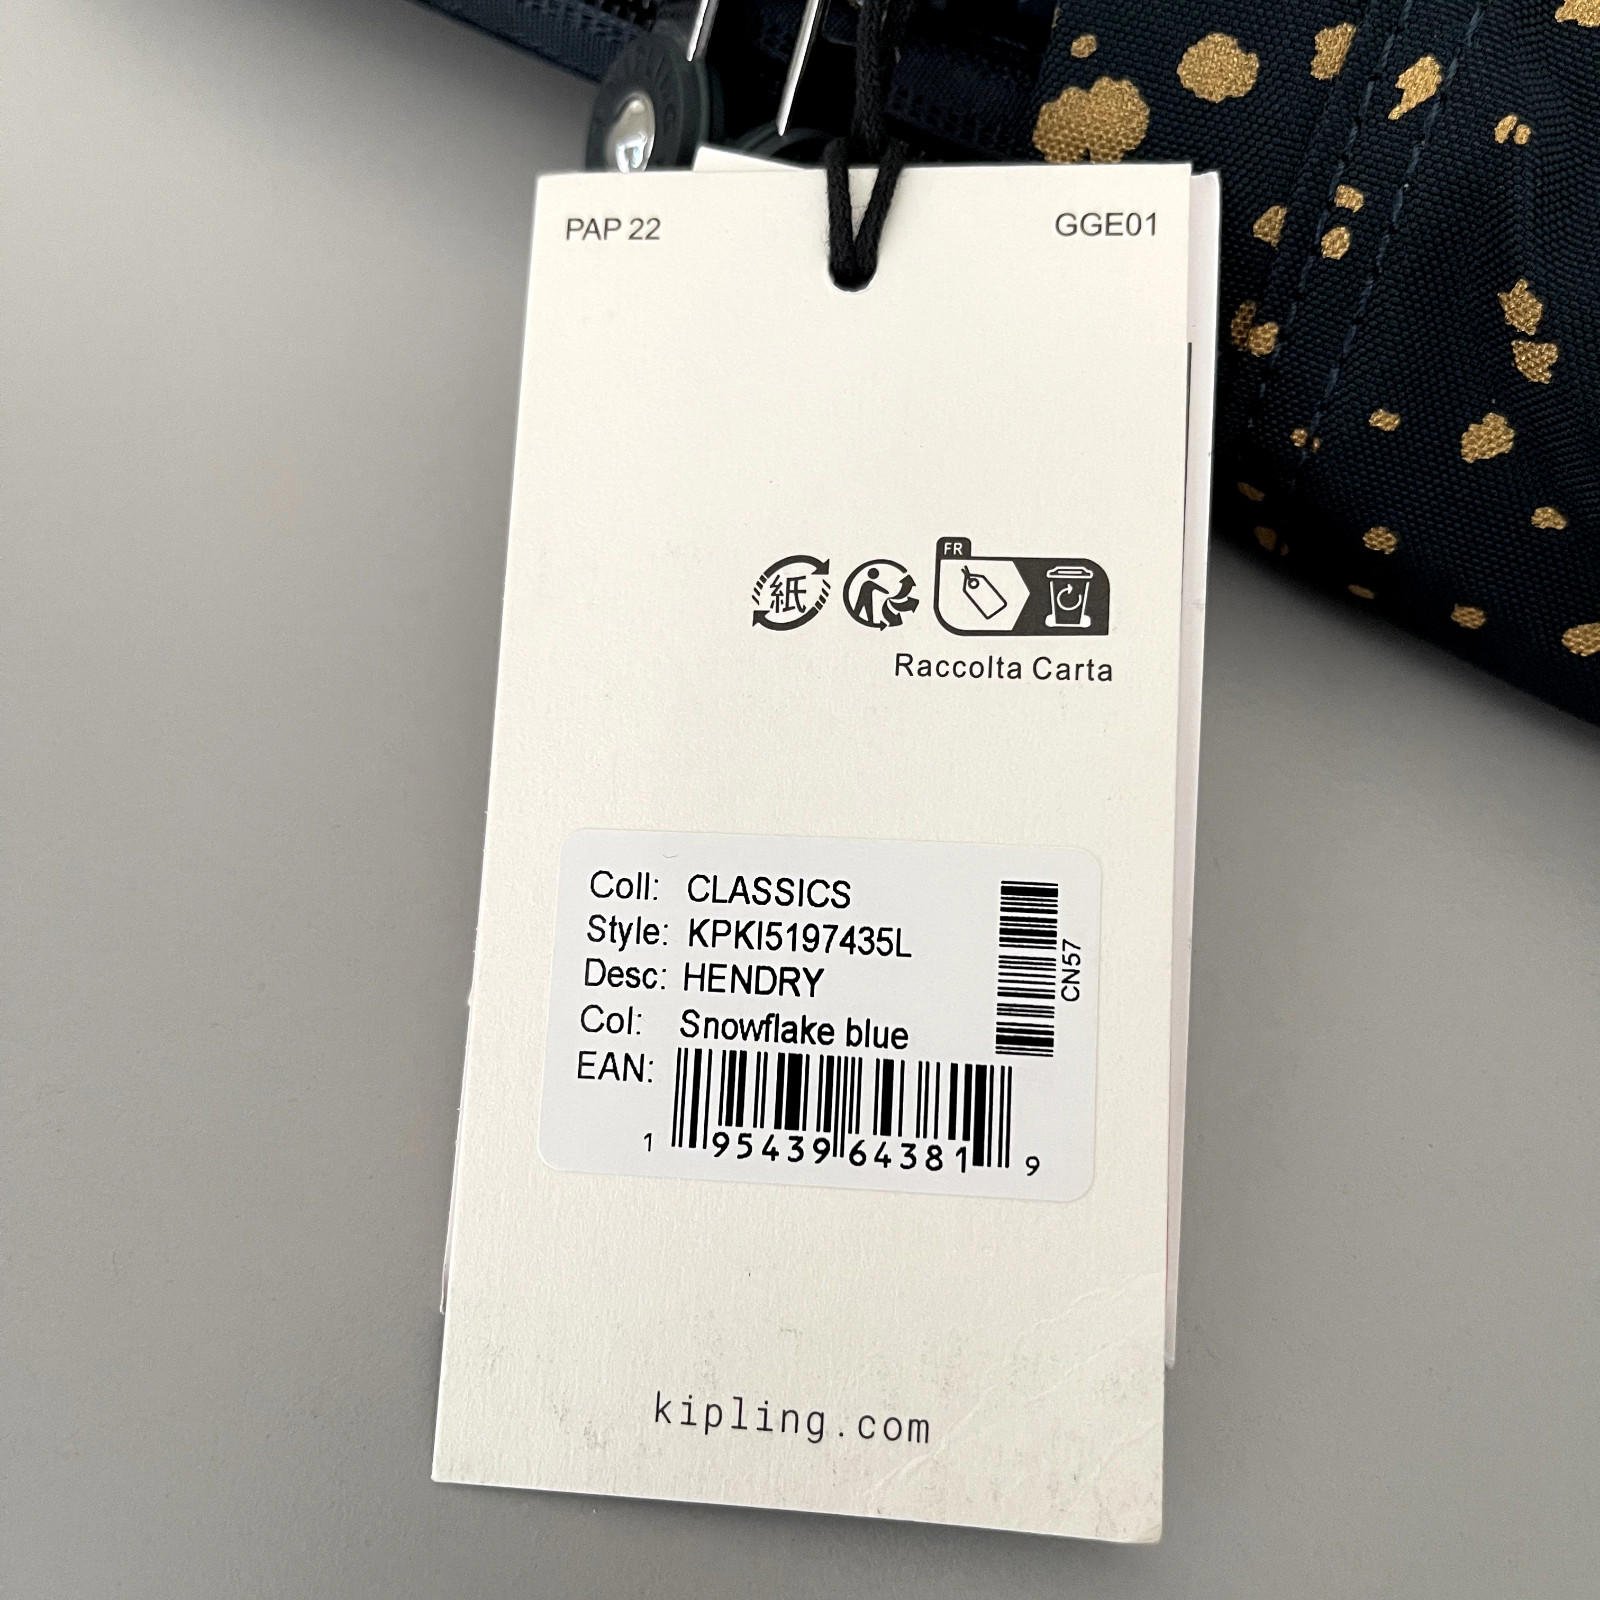 PAP 22
GGE01
紙
FR
Raccolta Carta
Coll: CLASSICS
Style: KPKI5197435L
Desc: HENDRY
Col: Snowflake blue
EAN:
1 95439 64381 9
CN57
kipling.com